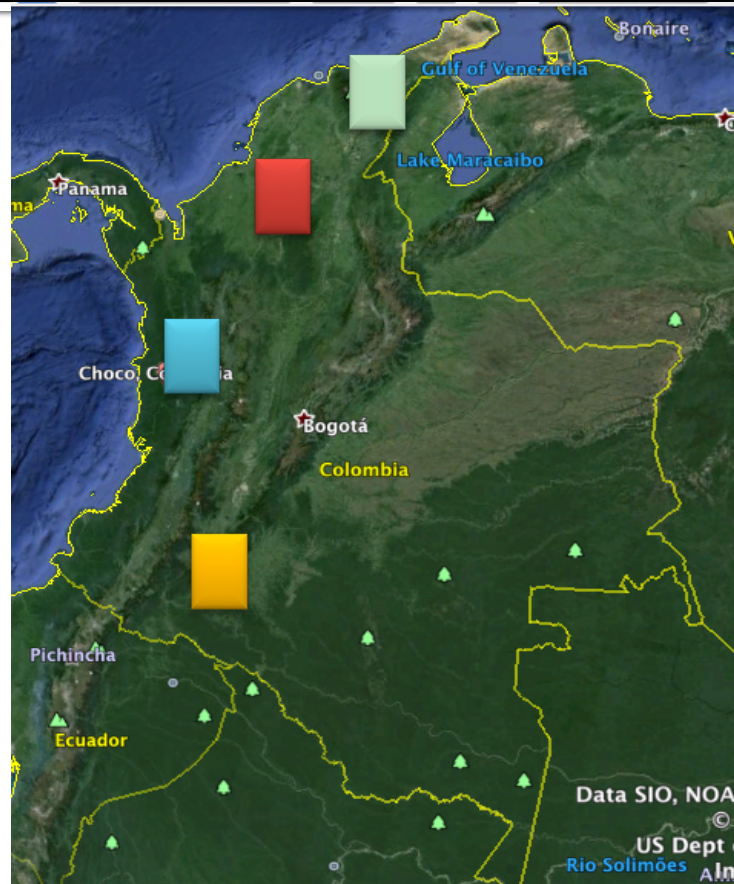 Bonaire
Gulf of Venezuela
Lake Maracaibo
Panama
Choco,
Bogotá
Colombia
Pichincha
Ecuador
Data SIO, NOA
©
US Dept
Rio Solimões